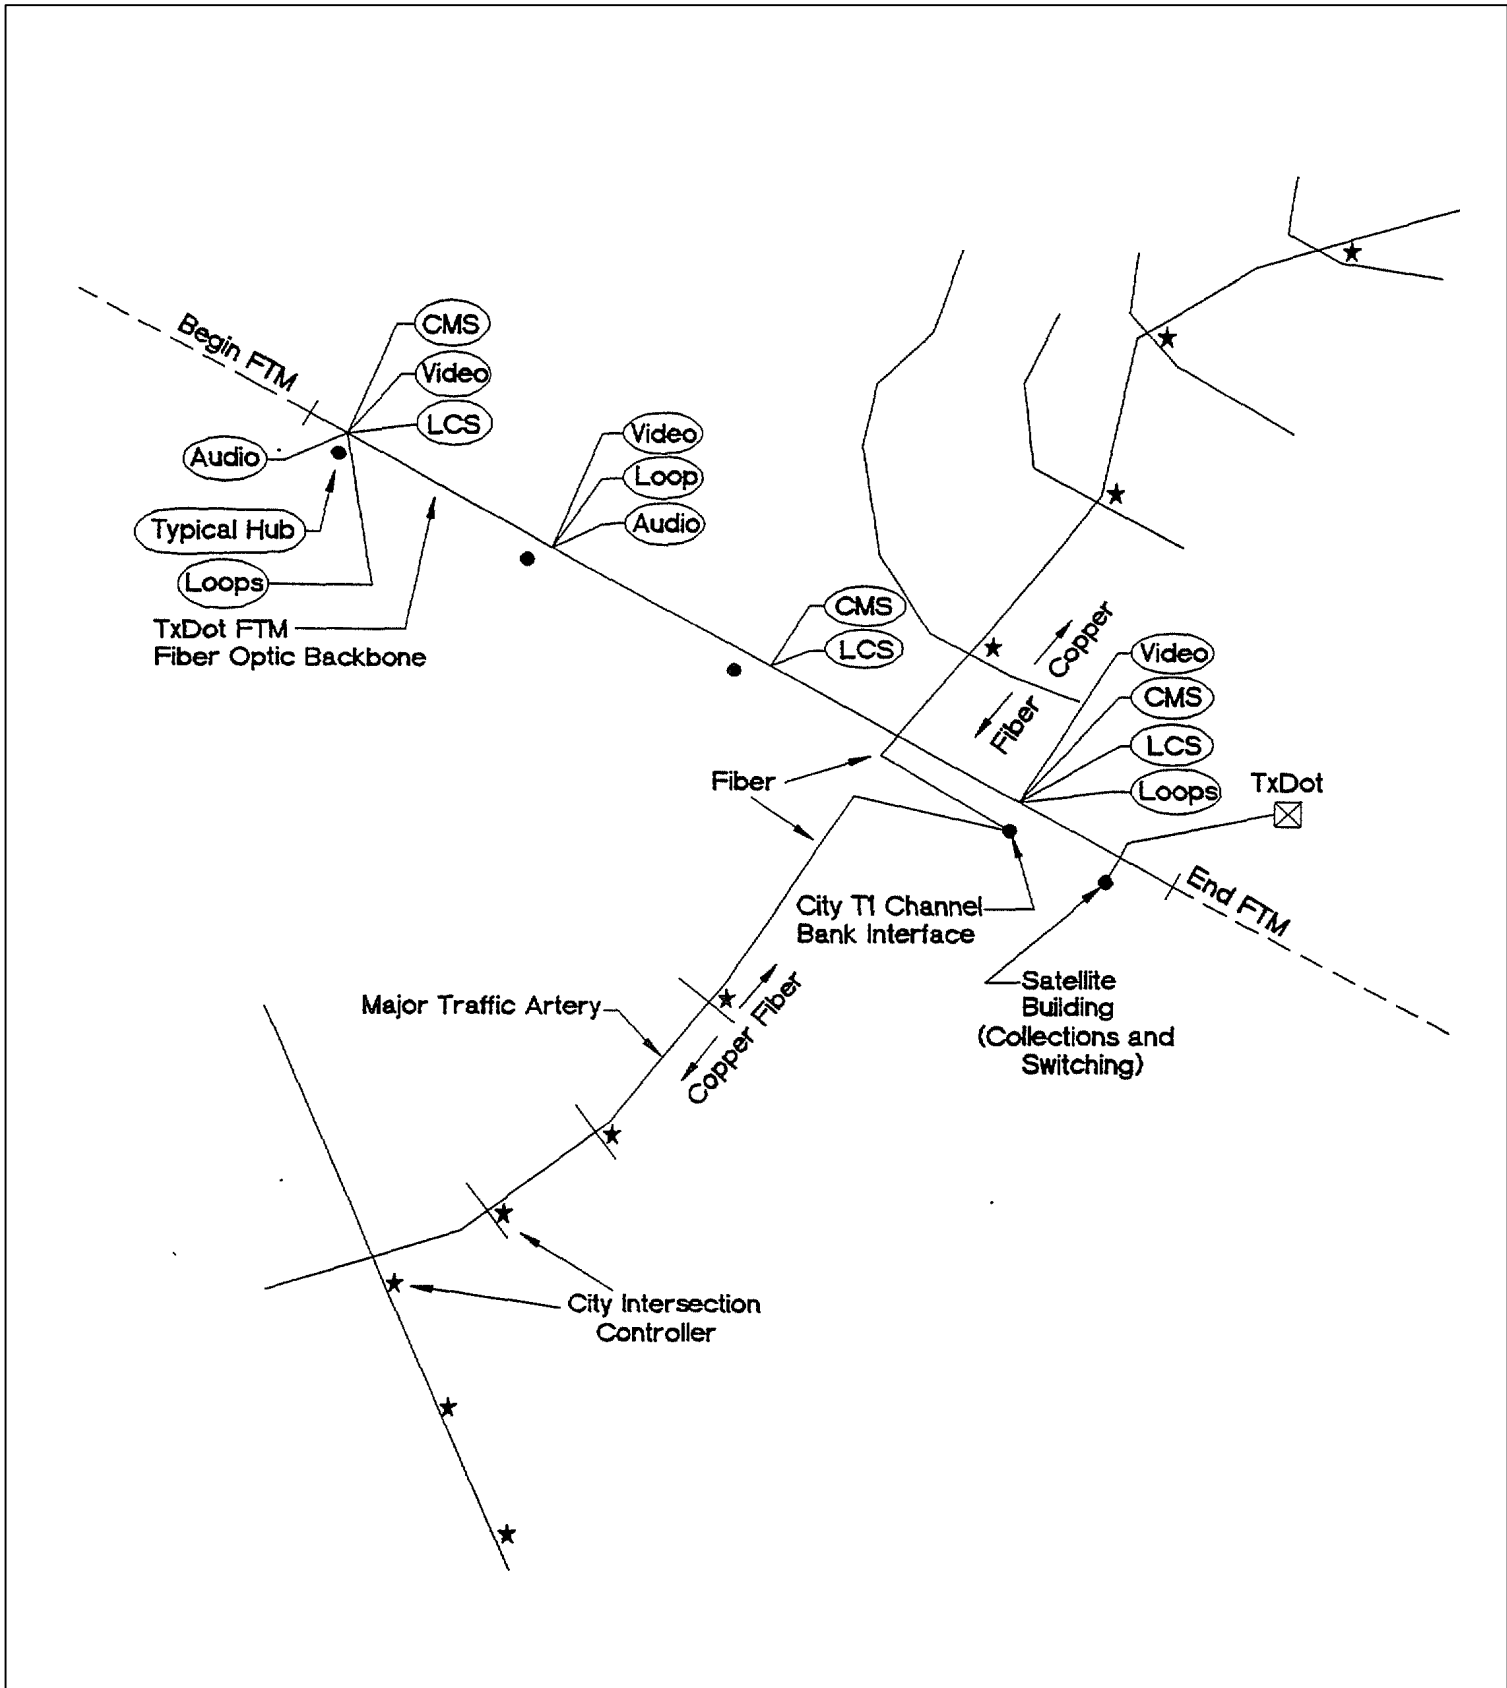 Begin FTM
CMS
Video
LCS
Audio
Typical Hub
Loops
TxDot FTM
Fiber Optic Backbone
Video
Loop
Audio
CMS
LCS
Copper
Fiber
Video
CMS
LCS
Loops
TxDot
Fiber
City T1 Channel
Bank Interface
End FTM
Satellite
Building
(Collections and
Switching)
Major Traffic Artery
Copper Fiber
City Intersection
Controller